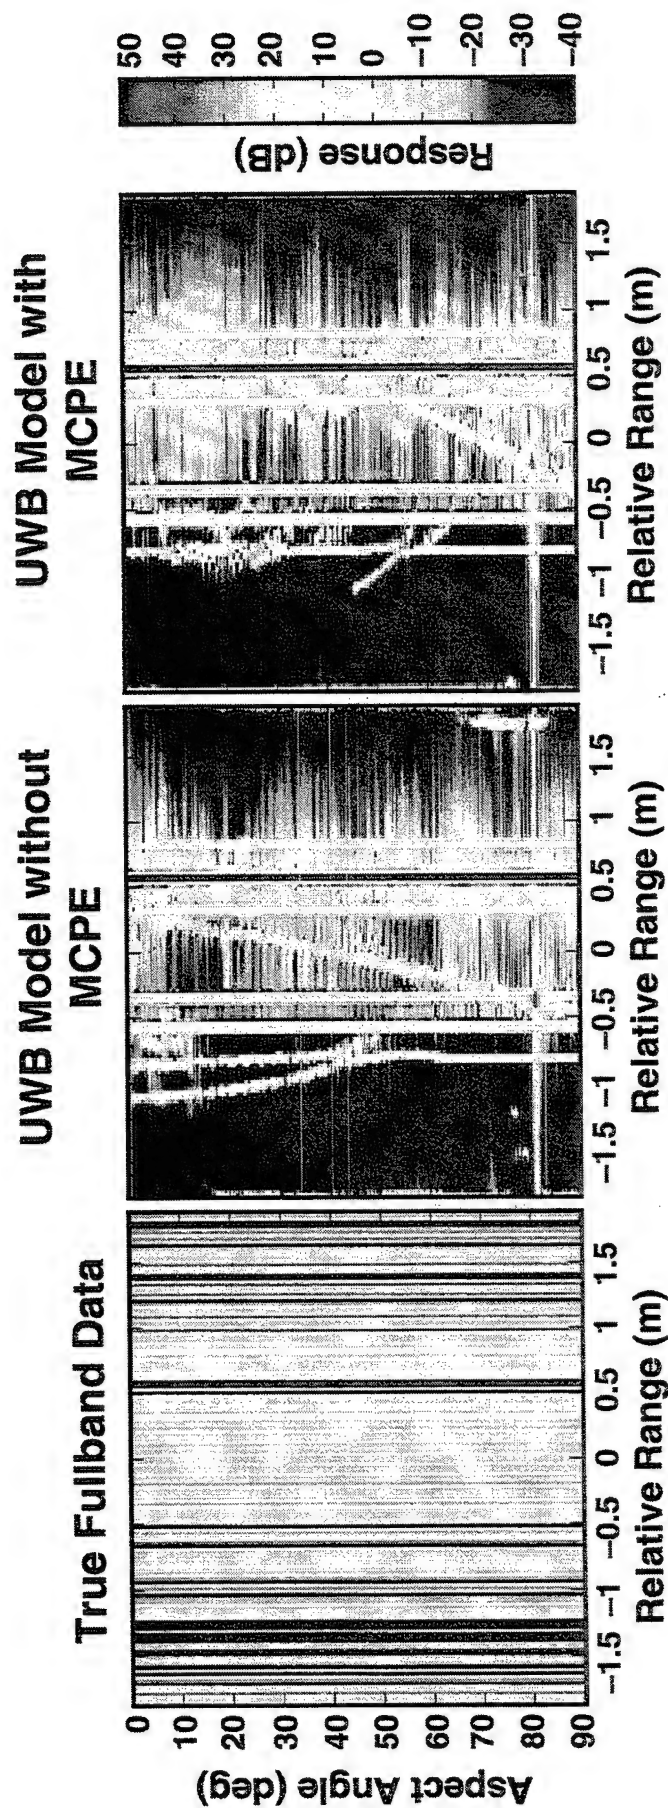 True Fullband Data
UWB Model without
MCPE
UWB Model with
MCPE
Aspect Angle (deg)
0
10
20
30
40
50
60
70
80
90
−1.5 −1 −0.5 0 0.5 1 1.5
Relative Range (m)
−1.5 −1 −0.5 0 0.5 1 1.5
Relative Range (m)
−1.5 −1 −0.5 0 0.5 1 1.5
Relative Range (m)
Response (dB)
50
40
30
20
10
0
−10
−20
−30
−40